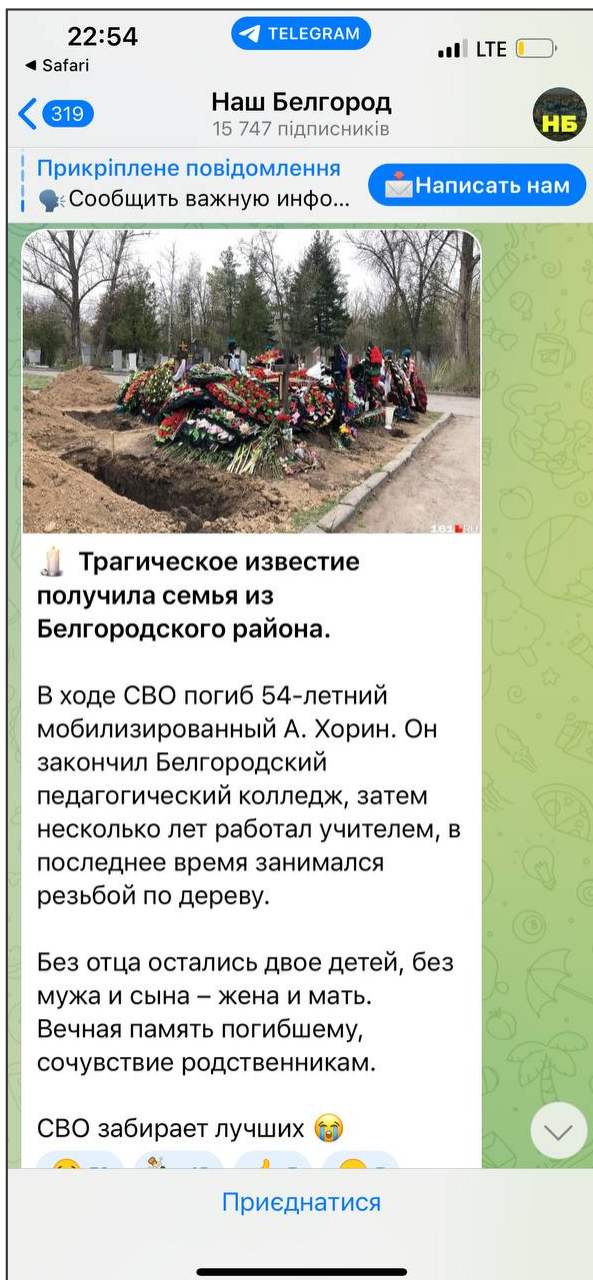 22:54
TELEGRAM
LTE
◀ Safari
319
Наш Белгород
15 747 підписників
НБ
Прикріплене повідомлення
🗣Сообщить важную инфо...
📩Написать нам
161.RU
🕯 Трагическое известие
получила семья из
Белгородского района.
В ходе СВО погиб 54-летний
мобилизированный А. Хорин. Он
закончил Белгородский
педагогический колледж, затем
несколько лет работал учителем, в
последнее время занимался
резьбой по дереву.
Без отца остались двое детей, без
мужа и сына – жена и мать.
Вечная память погибшему,
сочувствие родственникам.
СВО забирает лучших 😭
Приєднатися